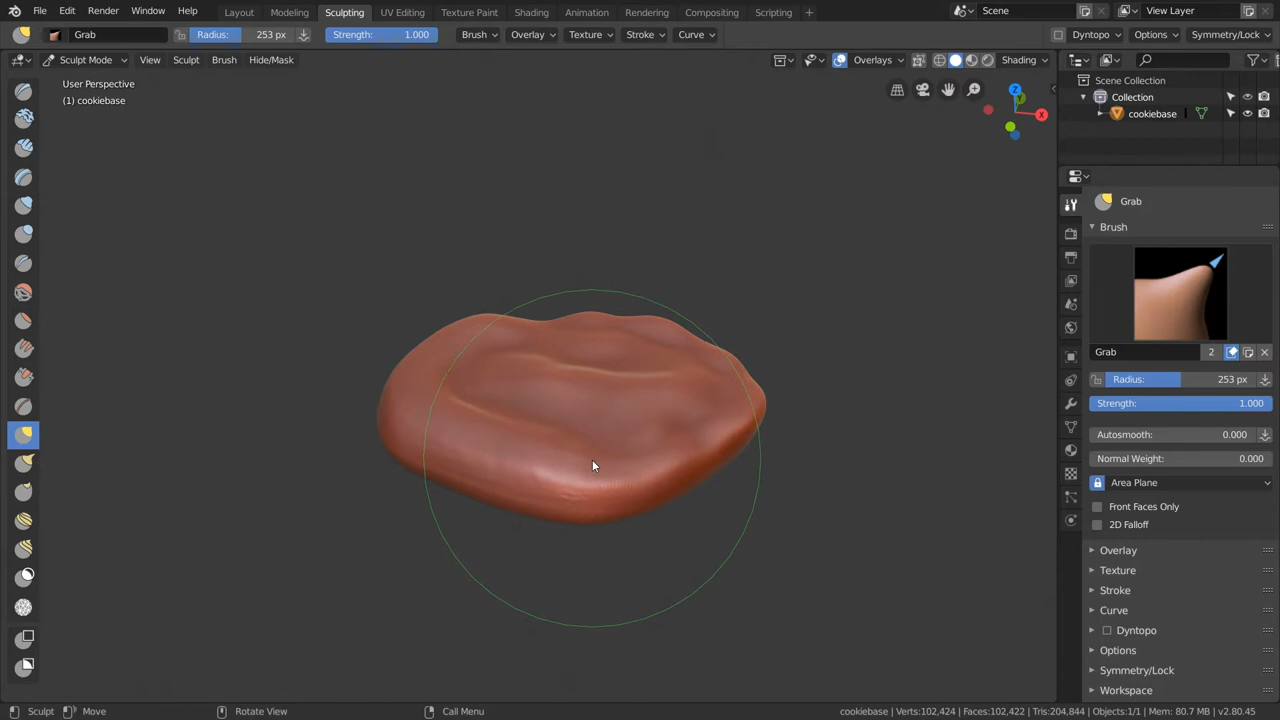 File Edit Render Window Help Layout Modeling Sculpting UV Editing Texture Paint Shading Animation Rendering Compositing Scripting + Scene View Layer
Grab Radius: 253 px Strength: 1.000 Brush Overlay Texture Stroke Curve Dyntopo Options Symmetry/Lock
Sculpt Mode View Sculpt Brush Hide/Mask Overlays Shading
User Perspective
(1) cookiebase
Z
X
Scene Collection
Collection
cookiebase
Grab
Brush
Grab 2
Radius: 253 px
Strength: 1.000
Autosmooth: 0.000
Normal Weight: 0.000
Area Plane
Front Faces Only
2D Falloff
Overlay
Texture
Stroke
Curve
Dyntopo
Options
Symmetry/Lock
Workspace
Sculpt Move Rotate View Call Menu cookiebase | Verts:102,424 | Faces:102,422 | Tris:204,844 | Objects:1/1 | Mem: 80.7 MB | v2.80.45